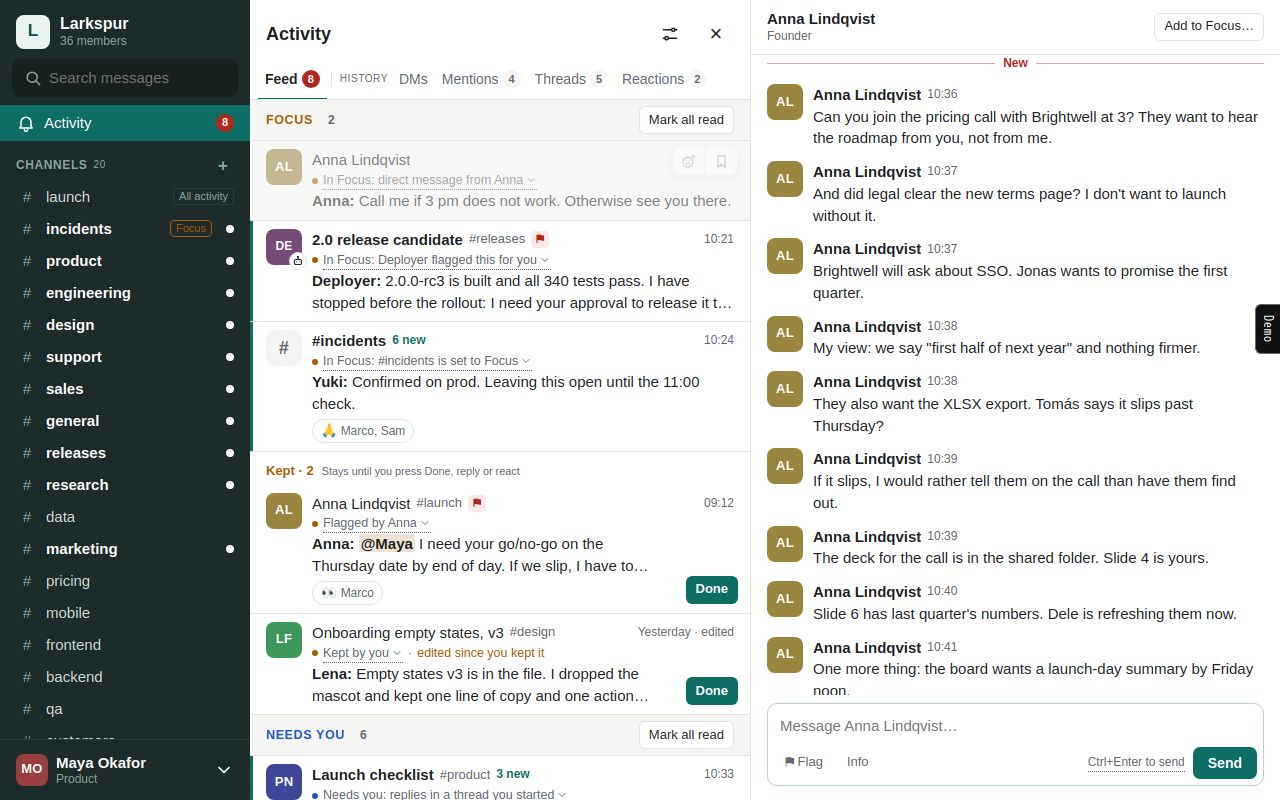 L
Larkspur
36 members
Search messages
Activity
8
CHANNELS 20
+
# launch All activity
# incidents Focus
# product
# engineering
# design
# support
# sales
# general
# releases
# research
# data
# marketing
# pricing
# mobile
# frontend
# backend
# qa
# customers
MO
Maya Okafor
Product
Activity
Feed 8
HISTORY
DMs
Mentions 4
Threads 5
Reactions 2
FOCUS 2
Mark all read
AL
Anna Lindqvist
In Focus: direct message from Anna
Anna: Call me if 3 pm does not work. Otherwise see you there.
DE
2.0 release candidate #releases 10:21
In Focus: Deployer flagged this for you
Deployer: 2.0.0-rc3 is built and all 340 tests pass. I have
stopped before the rollout: I need your approval to release it t…
#
#incidents 6 new 10:24
In Focus: #incidents is set to Focus
Yuki: Confirmed on prod. Leaving this open until the 11:00
check.
🙏 Marco, Sam
Kept · 2 Stays until you press Done, reply or react
AL
Anna Lindqvist #launch 09:12
Flagged by Anna
Anna: @Maya I need your go/no-go on the
Thursday date by end of day. If we slip, I have to…
👀 Marco
Done
LF
Onboarding empty states, v3 #design Yesterday · edited
Kept by you · edited since you kept it
Lena: Empty states v3 is in the file. I dropped the
mascot and kept one line of copy and one action…
Done
NEEDS YOU 6
Mark all read
PN
Launch checklist #product 3 new 10:33
Needs you: replies in a thread you started
Anna Lindqvist
Founder
Add to Focus…
New
AL
Anna Lindqvist 10:36
Can you join the pricing call with Brightwell at 3? They want to hear
the roadmap from you, not from me.
AL
Anna Lindqvist 10:37
And did legal clear the new terms page? I don't want to launch
without it.
AL
Anna Lindqvist 10:37
Brightwell will ask about SSO. Jonas wants to promise the first
quarter.
AL
Anna Lindqvist 10:38
My view: we say "first half of next year" and nothing firmer.
AL
Anna Lindqvist 10:38
They also want the XLSX export. Tomás says it slips past
Thursday?
AL
Anna Lindqvist 10:39
If it slips, I would rather tell them on the call than have them find
out.
AL
Anna Lindqvist 10:39
The deck for the call is in the shared folder. Slide 4 is yours.
AL
Anna Lindqvist 10:40
Slide 6 has last quarter's numbers. Dele is refreshing them now.
AL
Anna Lindqvist 10:41
One more thing: the board wants a launch-day summary by Friday
noon.
Message Anna Lindqvist…
Flag
Info
Ctrl+Enter to send
Send
Demo